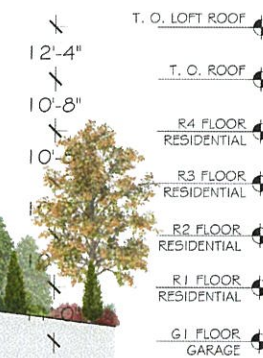 T. O. LOFT ROOF
12'-4"
T. O. ROOF
10'-8"
R4 FLOOR
RESIDENTIAL
R3 FLOOR
RESIDENTIAL
R2 FLOOR
RESIDENTIAL
R1 FLOOR
RESIDENTIAL
G1 FLOOR
GARAGE